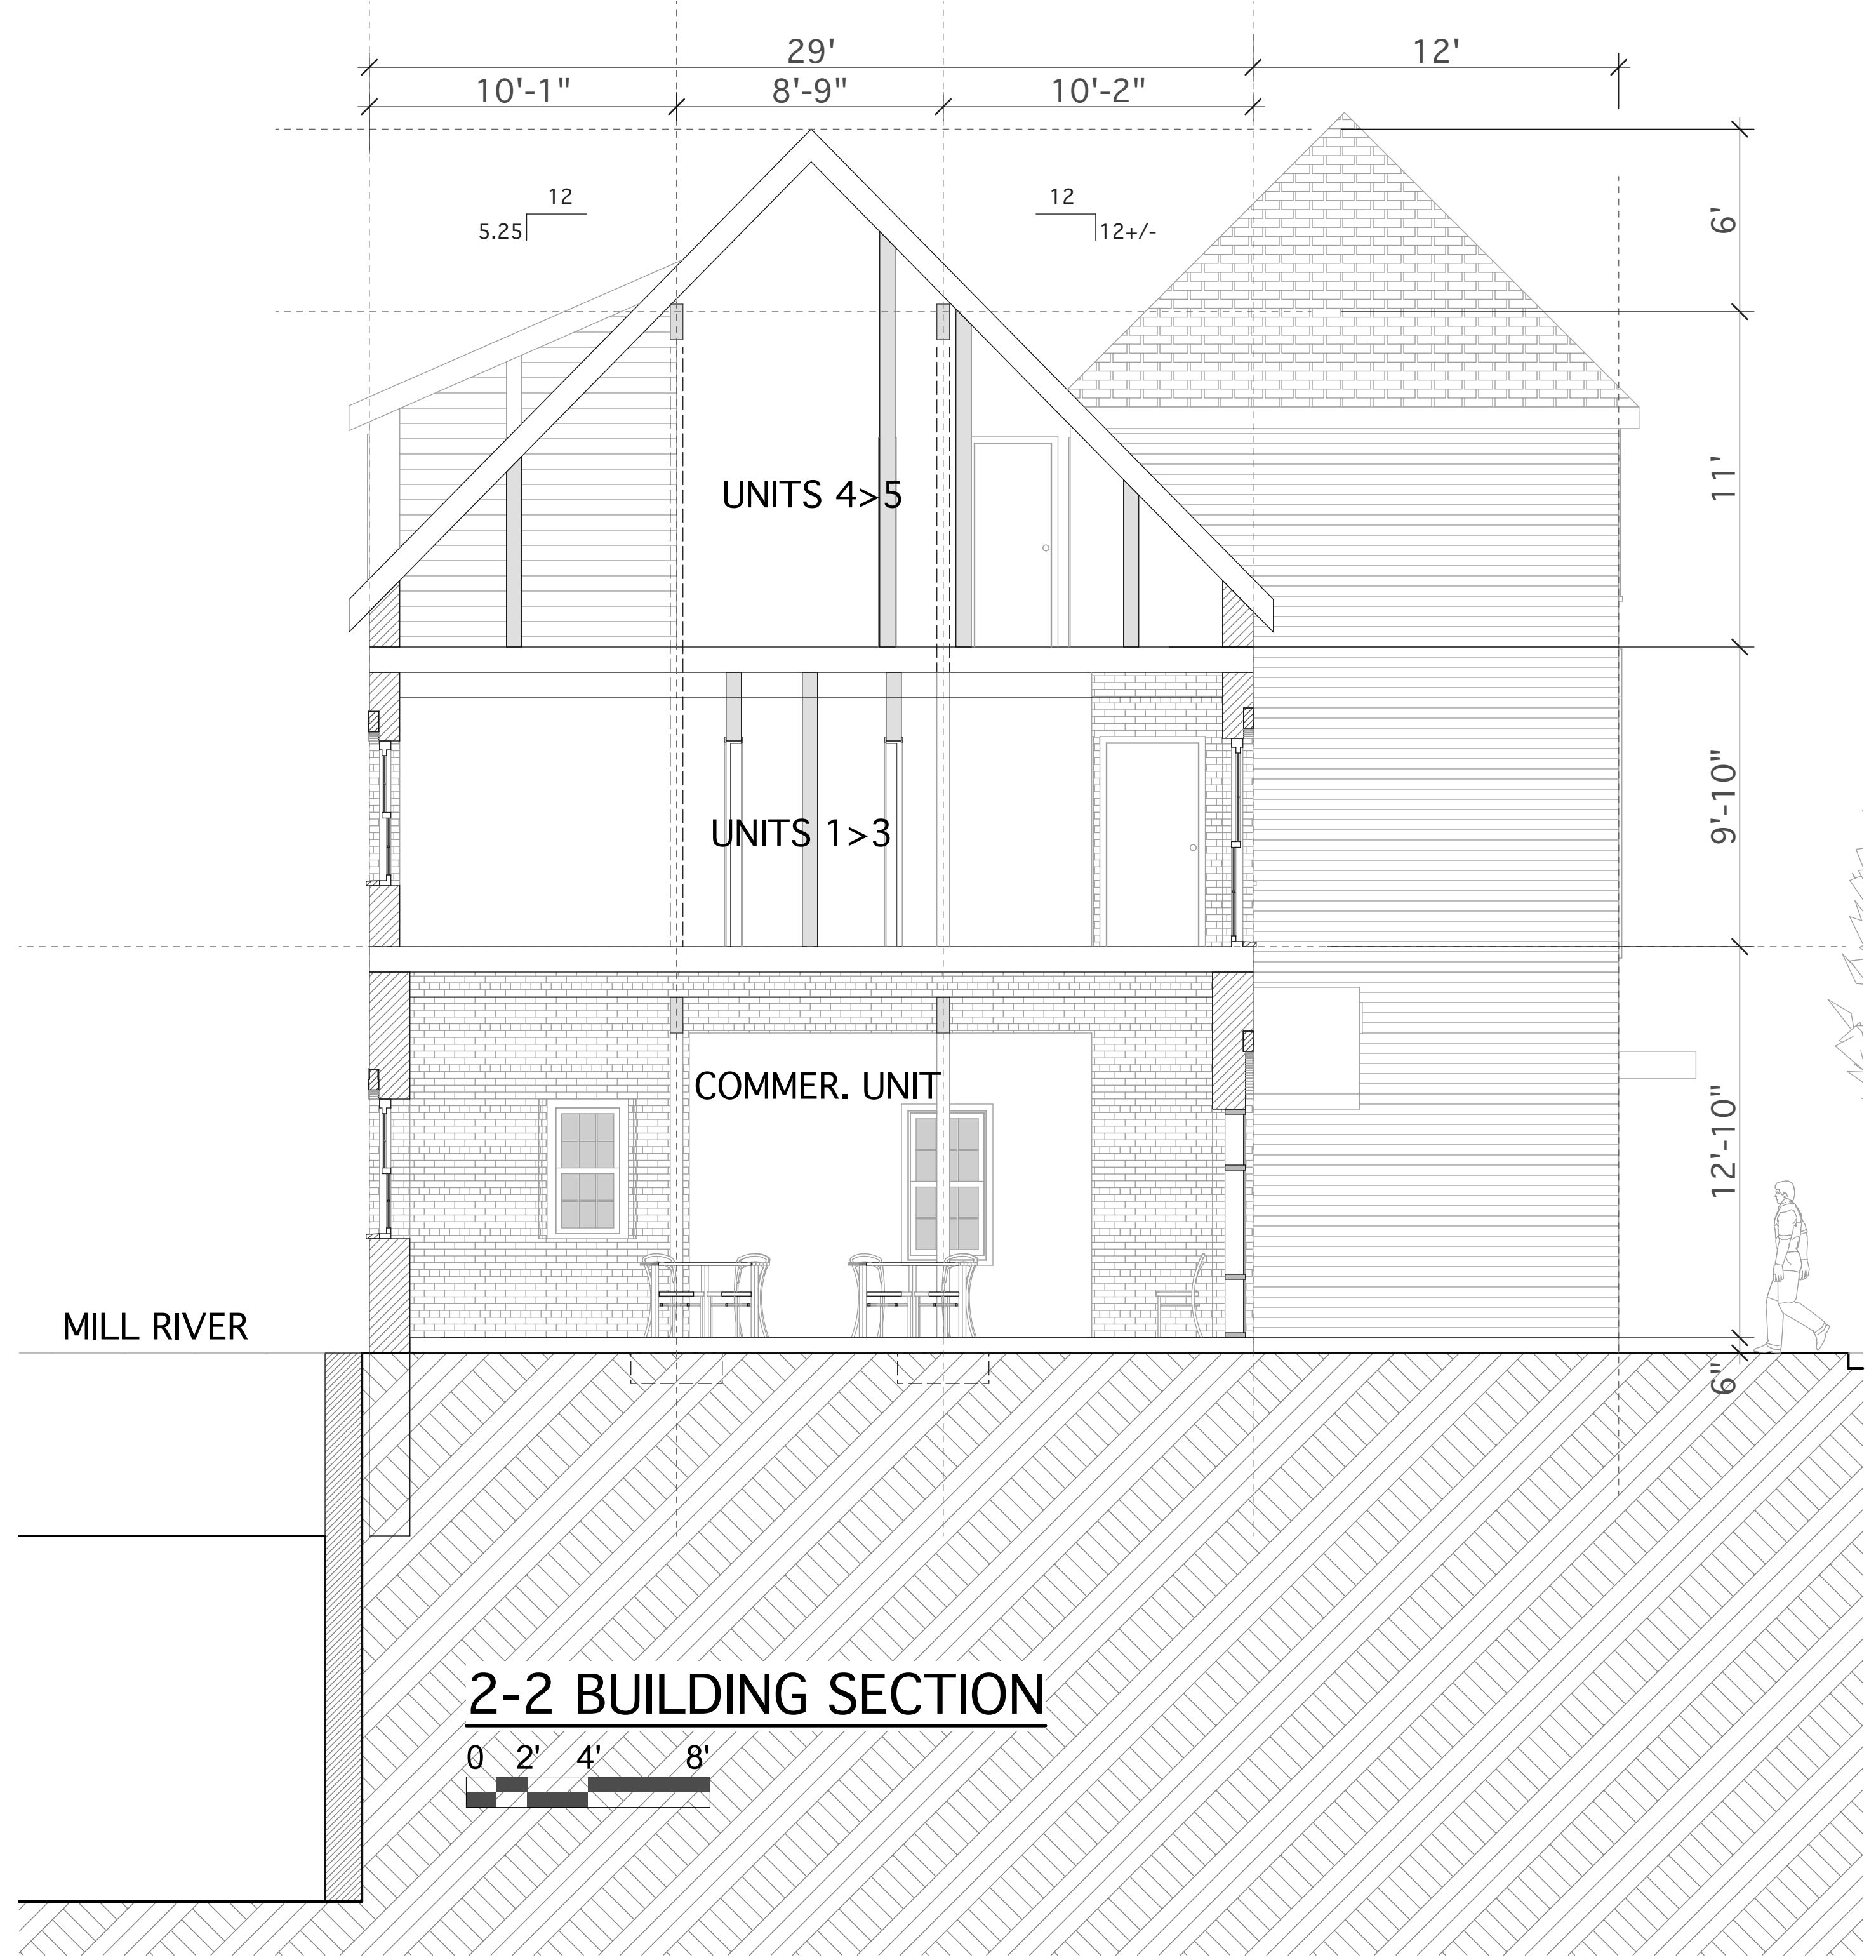 29'
12'
10'-1"
8'-9"
10'-2"
12
5.25
12
12+/-
6'
11'
UNITS 4>5
9'-10"
UNITS 1>3
COMMER. UNIT
12'-10"
MILL RIVER
6"
2-2 BUILDING SECTION
0 2' 4' 8'